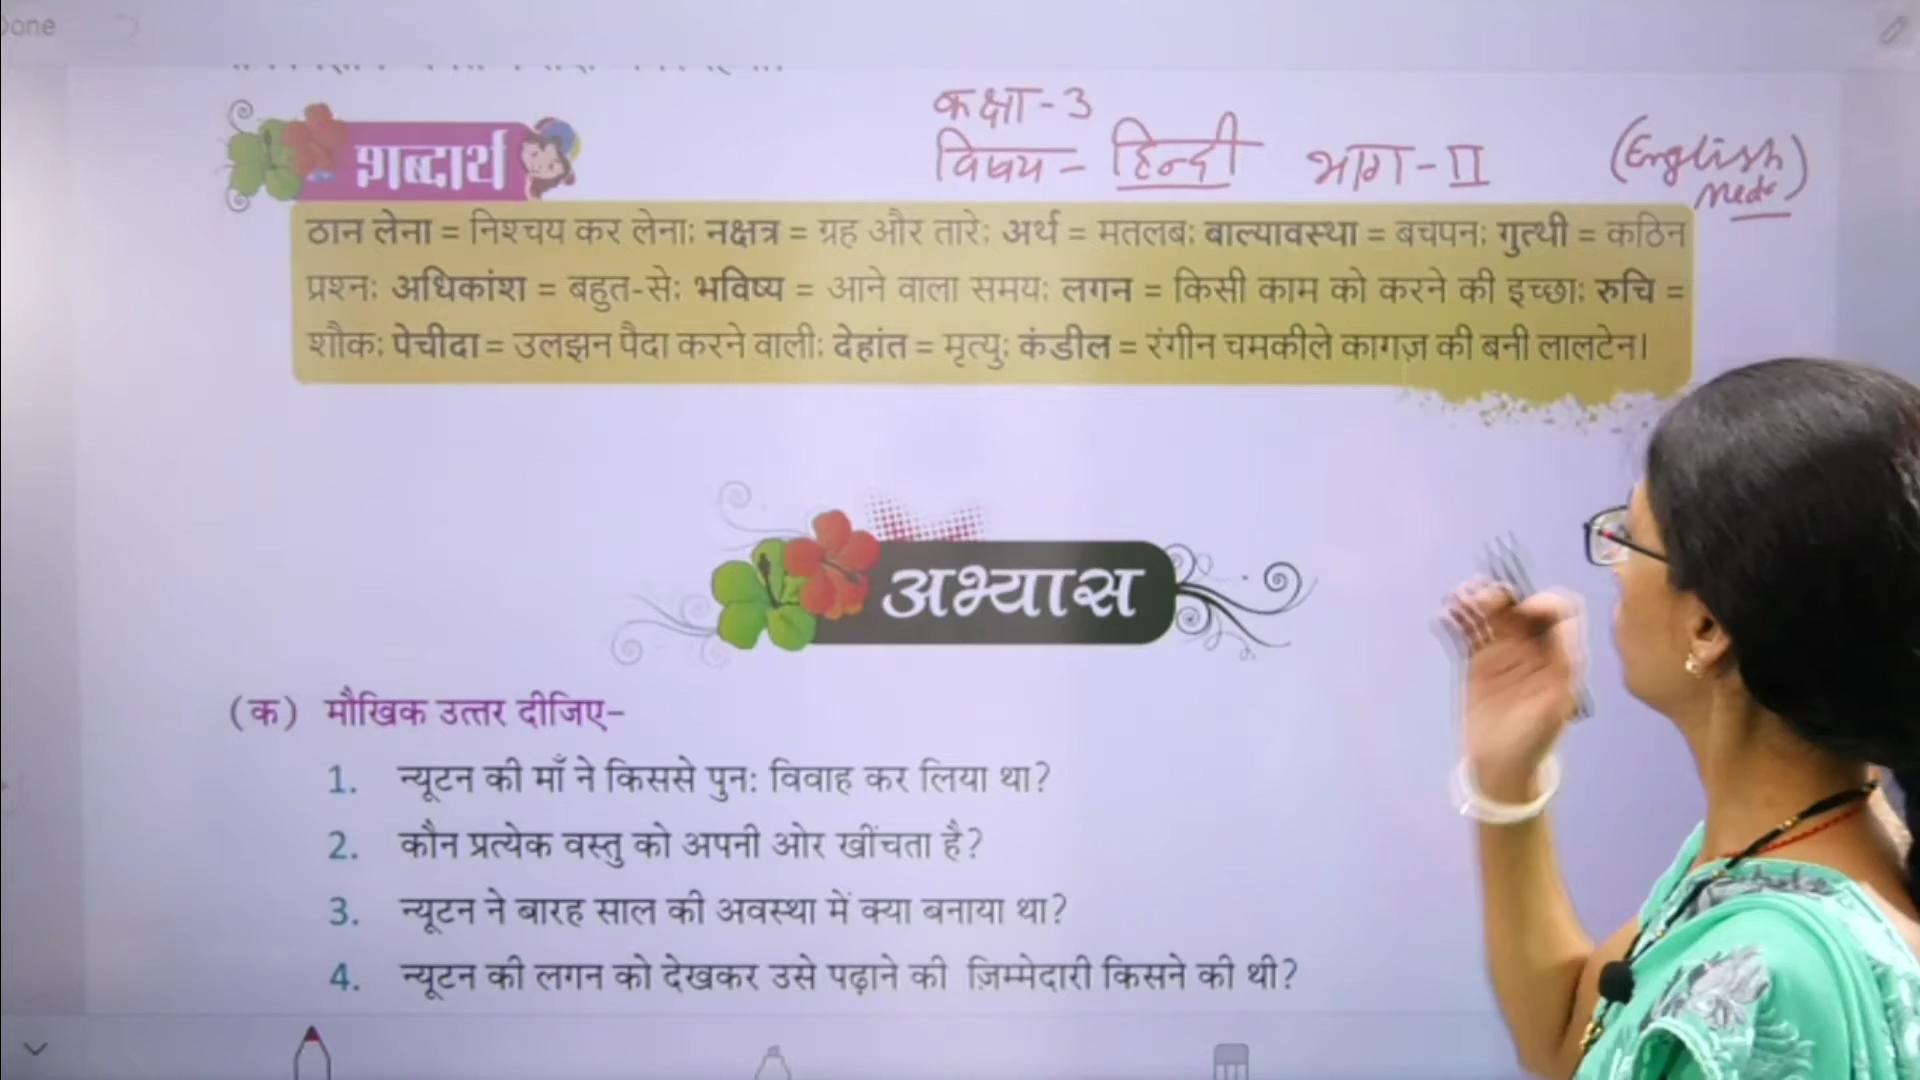 Done
कक्षा-3
विषय - हिन्दी भाग-II (English
शब्दार्थ
ठान लेना = निश्चय कर लेना; नक्षत्र = ग्रह और तारे; अर्थ = मतलब; बाल्यावस्था = बचपन; गुत्थी = कठिन
प्रश्न; अधिकांश = बहुत-से; भविष्य = आने वाला समय; लगन = किसी काम को करने की इच्छा; रुचि =
शौक; पेचीदा = उलझन पैदा करने वाली; देहांत = मृत्यु; कंडील = रंगीन चमकीले कागज़ की बनी लालटेन।
अभ्यास
(क) मौखिक उत्तर दीजिए-
1. न्यूटन की माँ ने किससे पुन: विवाह कर लिया था?
2. कौन प्रत्येक वस्तु को अपनी ओर खींचता है?
3. न्यूटन ने बारह साल की अवस्था में क्या बनाया था?
4. न्यूटन की लगन को देखकर उसे पढ़ाने की ज़िम्मेदारी किसने की थी?